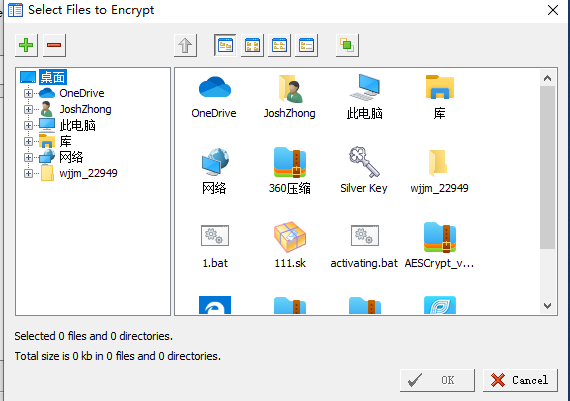 Select Files to Encrypt
桌面
OneDrive
JoshZhong
此电脑
库
网络
wjjm_22949
OneDrive
JoshZhong
此电脑
库
网络
360压缩
Silver Key
wjjm_22949
1.bat
111.sk
activating.bat
AESCrypt_v...
Selected 0 files and 0 directories.
Total size is 0 kb in 0 files and 0 directories.
OK
Cancel